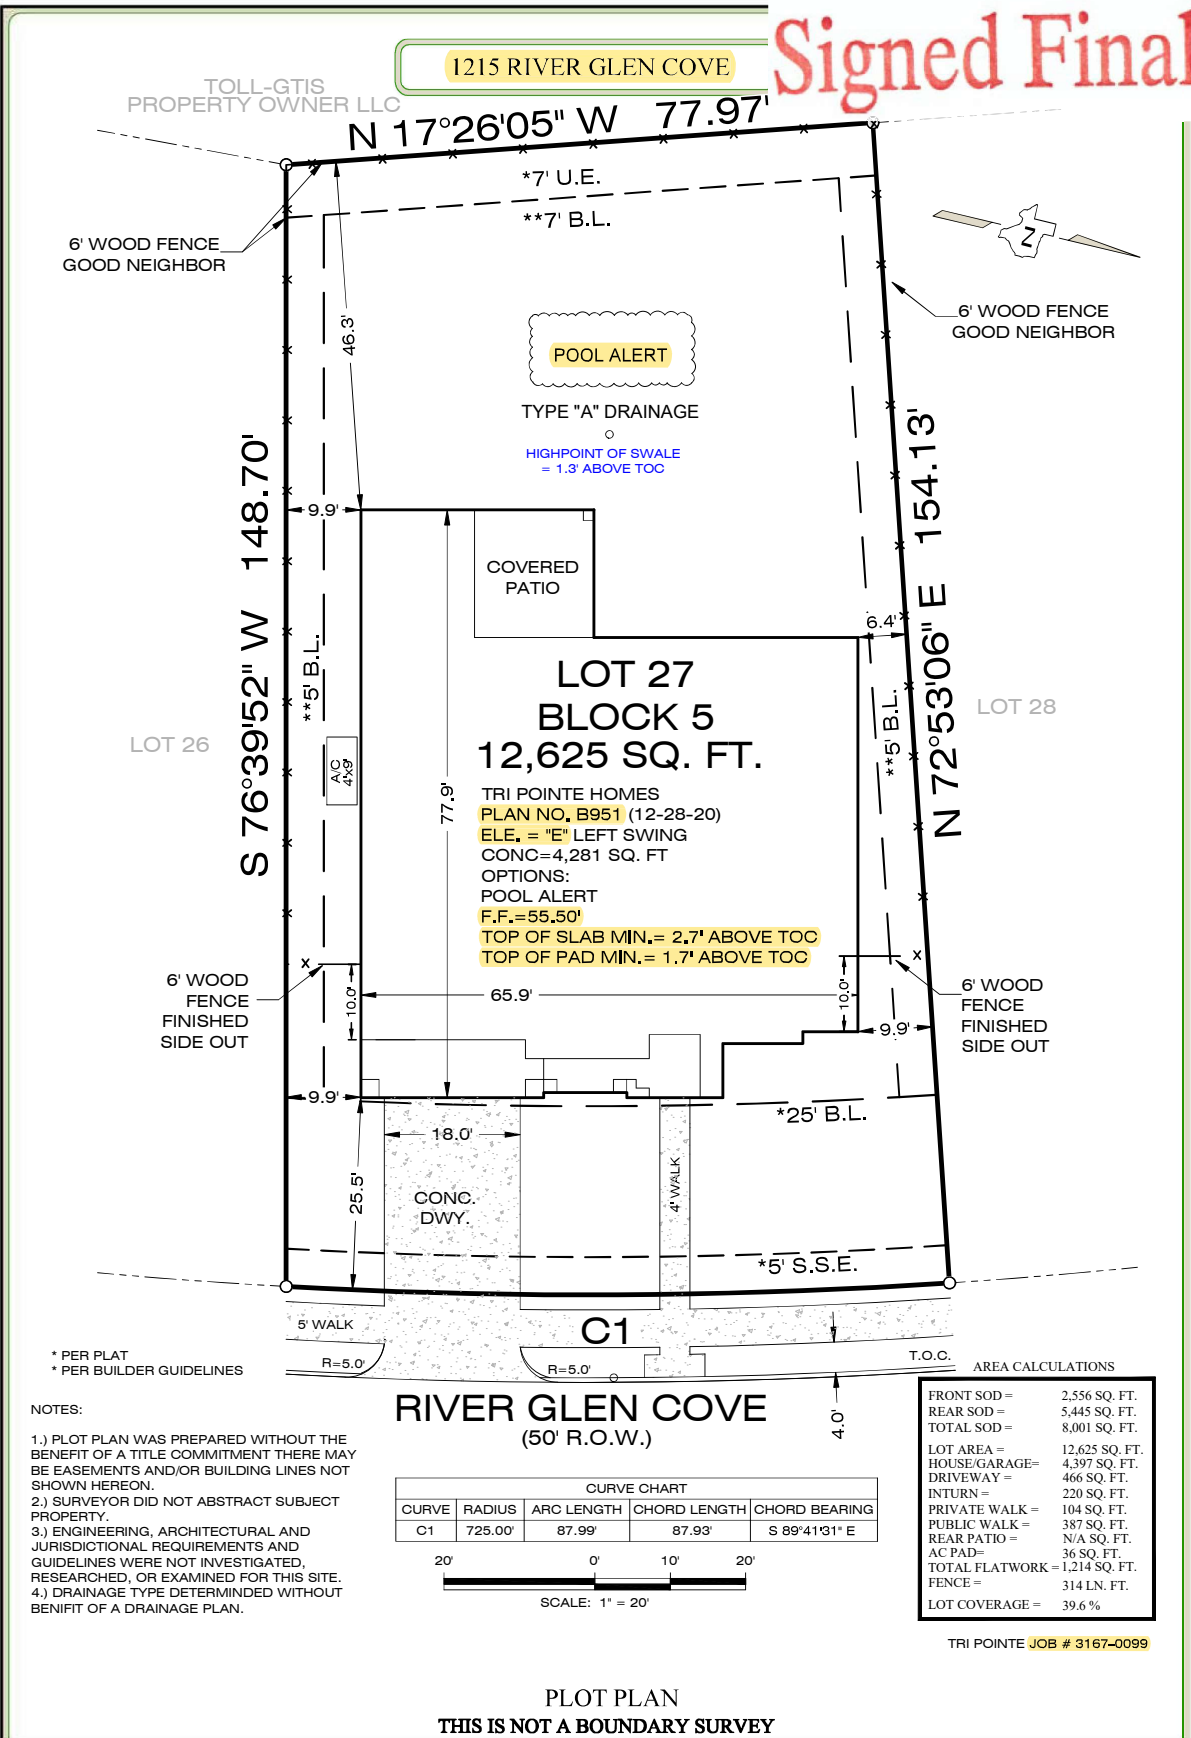 Signed Final
1215 RIVER GLEN COVE
TOLL-GTIS
PROPERTY OWNER LLC
N 17°26'05" W 77.97'
*7' U.E.
**7' B.L.
6' WOOD FENCE
GOOD NEIGHBOR
Z
6' WOOD FENCE
GOOD NEIGHBOR
46.3'
POOL ALERT
TYPE "A" DRAINAGE
HIGHPOINT OF SWALE
= 1.3' ABOVE TOC
S 76°39'52" W 148.70'
N 72°53'06" E 154.13'
9.9'
COVERED
PATIO
6.4'
**5' B.L.
**5' B.L.
LOT 26
LOT 28
A/C
4'x9'
77.9'
LOT 27
BLOCK 5
12,625 SQ. FT.
TRI POINTE HOMES
PLAN NO. B951 (12-28-20)
ELE. = "E" LEFT SWING
CONC=4,281 SQ. FT
OPTIONS:
POOL ALERT
F.F.=55.50'
TOP OF SLAB MIN.= 2.7' ABOVE TOC
TOP OF PAD MIN.= 1.7' ABOVE TOC
6' WOOD
FENCE
FINISHED
SIDE OUT
10.0'
65.9'
10.0'
6' WOOD
FENCE
FINISHED
SIDE OUT
9.9'
9.9'
*25' B.L.
18.0'
25.5'
CONC.
DWY.
4' WALK
*5' S.S.E.
5' WALK
C1
R=5.0'
R=5.0'
T.O.C.
4.0'
* PER PLAT
* PER BUILDER GUIDELINES
RIVER GLEN COVE
(50' R.O.W.)
NOTES:
1.) PLOT PLAN WAS PREPARED WITHOUT THE
BENEFIT OF A TITLE COMMITMENT THERE MAY
BE EASEMENTS AND/OR BUILDING LINES NOT
SHOWN HEREON.
2.) SURVEYOR DID NOT ABSTRACT SUBJECT
PROPERTY.
3.) ENGINEERING, ARCHITECTURAL AND
JURISDICTIONAL REQUIREMENTS AND
GUIDELINES WERE NOT INVESTIGATED,
RESEARCHED, OR EXAMINED FOR THIS SITE.
4.) DRAINAGE TYPE DETERMINDED WITHOUT
BENIFIT OF A DRAINAGE PLAN.
CURVE CHART
CURVE RADIUS ARC LENGTH CHORD LENGTH CHORD BEARING
C1 725.00' 87.99' 87.93' S 89°41'31" E
20' 0' 10' 20'
SCALE: 1" = 20'
AREA CALCULATIONS
FRONT SOD = 2,556 SQ. FT.
REAR SOD = 5,445 SQ. FT.
TOTAL SOD = 8,001 SQ. FT.
LOT AREA = 12,625 SQ. FT.
HOUSE/GARAGE= 4,397 SQ. FT.
DRIVEWAY = 466 SQ. FT.
INTURN = 220 SQ. FT.
PRIVATE WALK = 104 SQ. FT.
PUBLIC WALK = 387 SQ. FT.
REAR PATIO = N/A SQ. FT.
AC PAD= 36 SQ. FT.
TOTAL FLATWORK = 1,214 SQ. FT.
FENCE = 314 LN. FT.
LOT COVERAGE = 39.6 %
TRI POINTE JOB # 3167-0099
PLOT PLAN
THIS IS NOT A BOUNDARY SURVEY